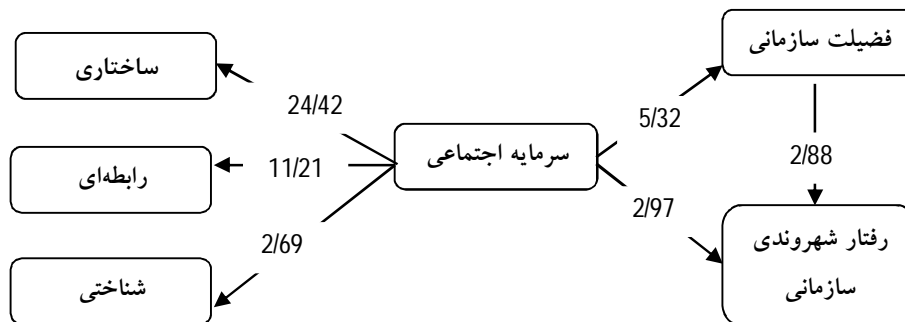 فضیلت سازمانی
ساختاری
24/42
5/32
سرمایه اجتماعی
رابطه‌ای
11/21
2/88
2/69
2/97
رفتار شهروندی
سازمانی
شناختی